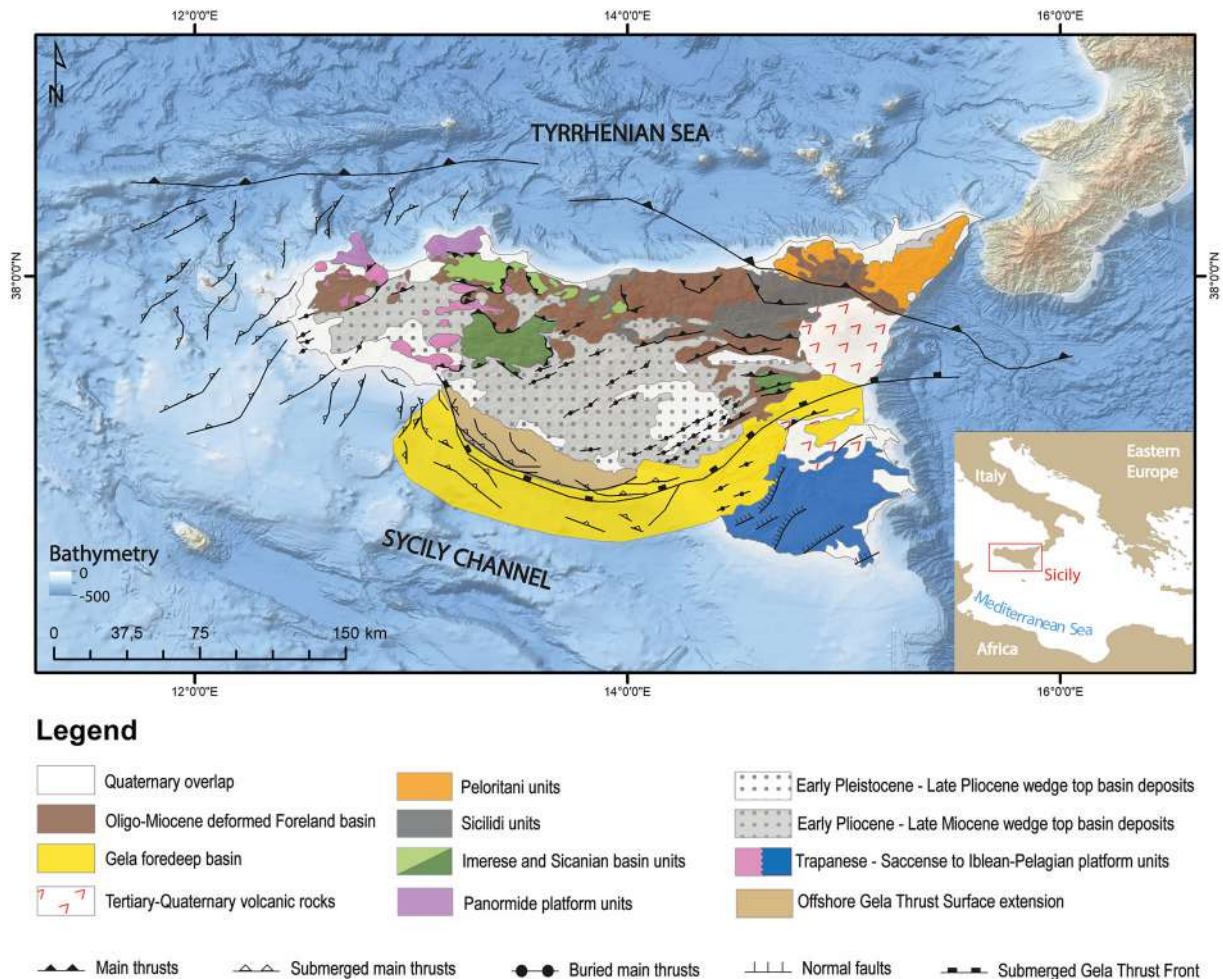 12°0'0"E
14°0'0"E
16°0'0"E
N
TYRRHENIAN SEA
38°0'0"N
38°0'0"N
SYCILY CHANNEL
Bathymetry
0
-500
0 37,5 75 150 km
Eastern
Europe
Italy
Sicily
Mediterranean Sea
Africa
12°0'0"E
14°0'0"E
16°0'0"E
Legend
Quaternary overlap
Oligo-Miocene deformed Foreland basin
Gela foredeep basin
Tertiary-Quaternary volcanic rocks
Peloritani units
Sicilidi units
Imerese and Sicanian basin units
Panormide platform units
Early Pleistocene - Late Pliocene wedge top basin deposits
Early Pliocene - Late Miocene wedge top basin deposits
Trapanese - Saccense to Iblean-Pelagian platform units
Offshore Gela Thrust Surface extension
Main thrusts
Submerged main thrusts
Buried main thrusts
Normal faults
Submerged Gela Thrust Front